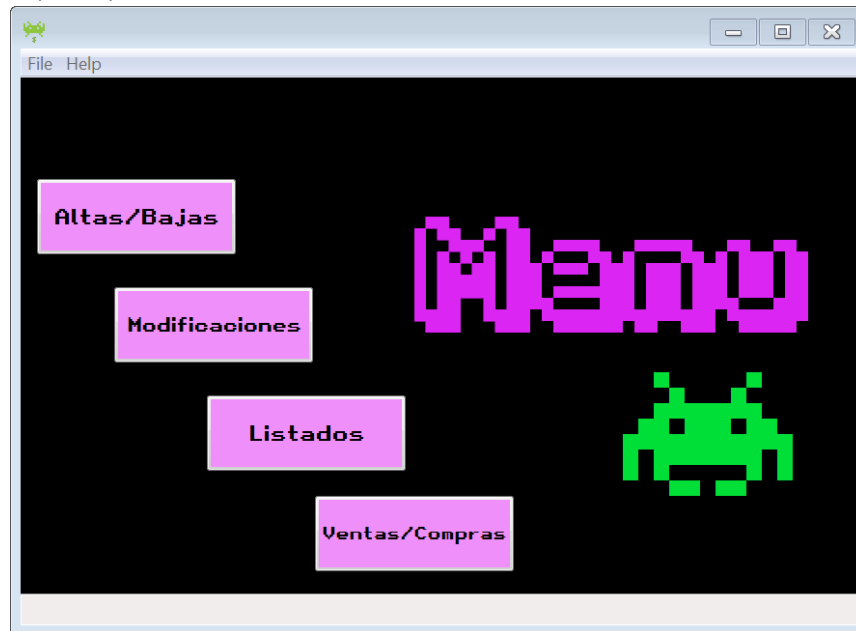 File Help
Altas/Bajas
Menu
Modificaciones
Listados
Ventas/Compras